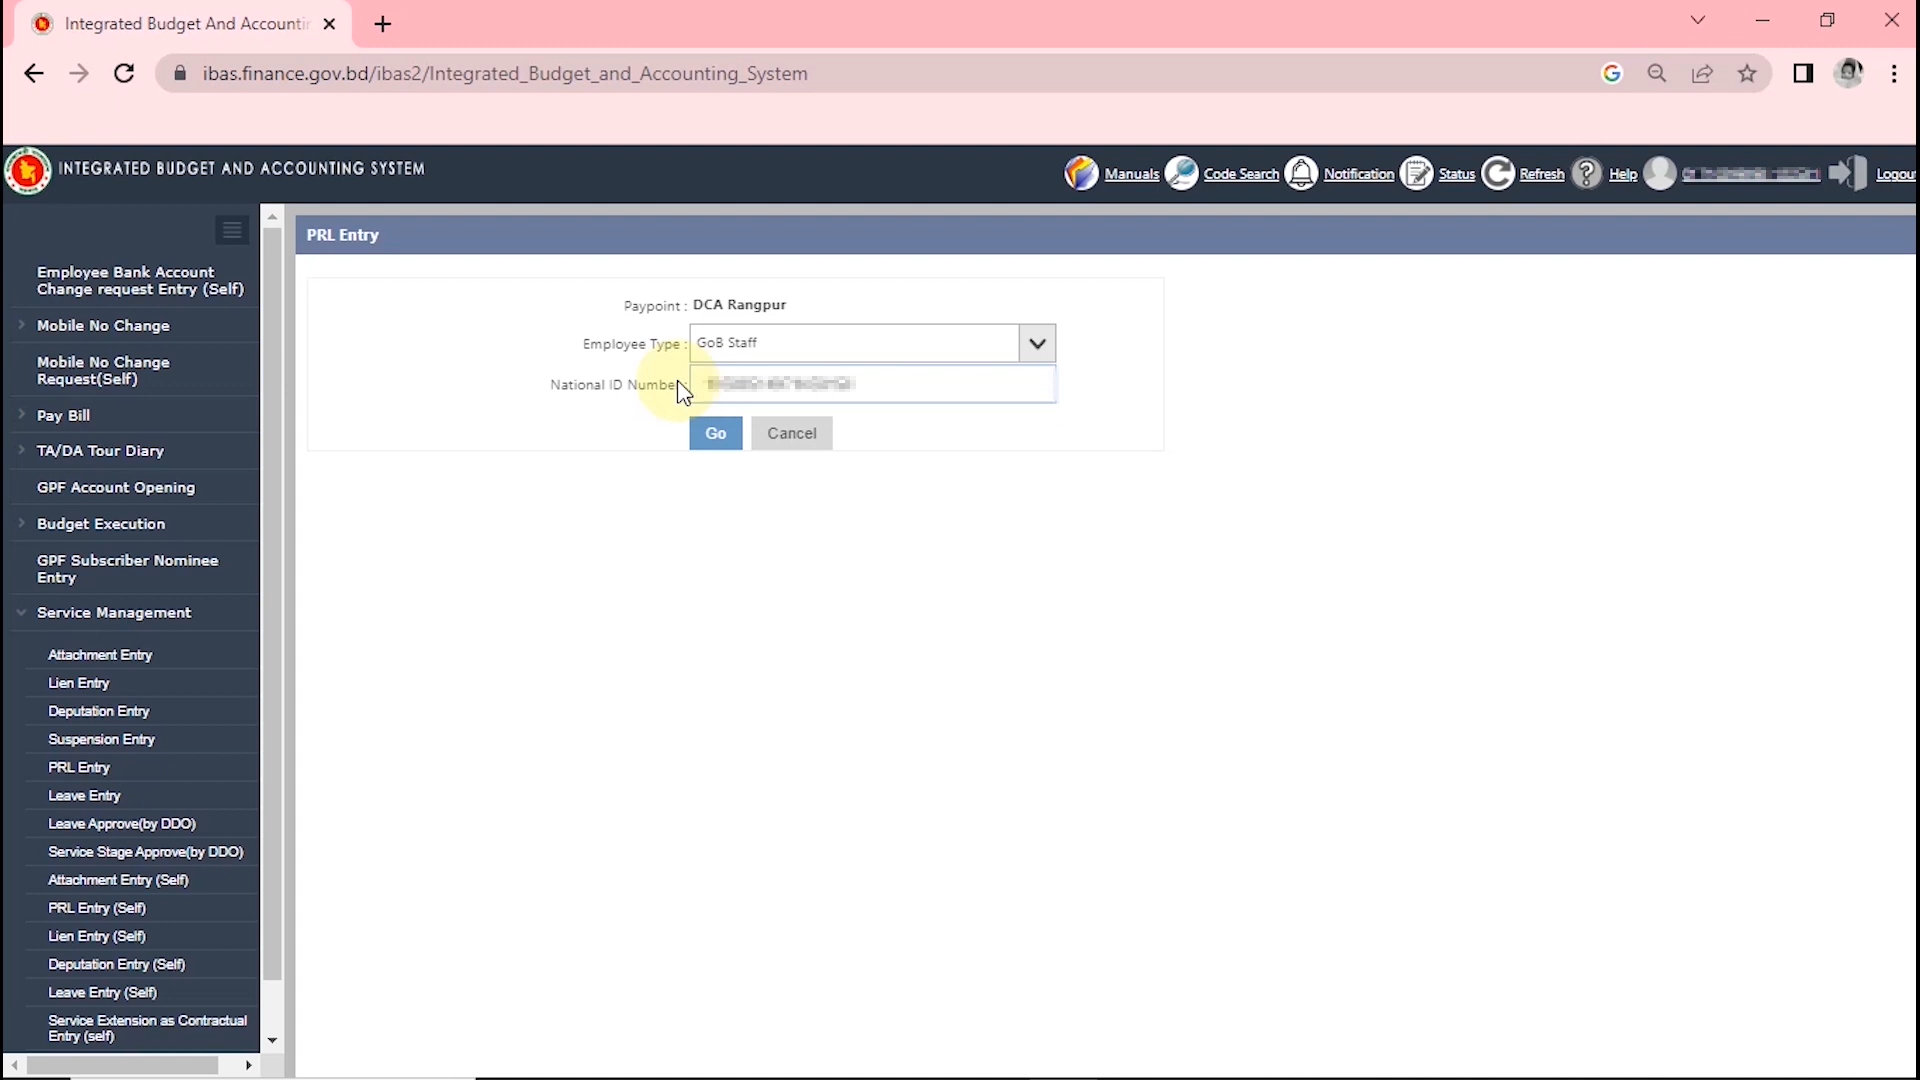 Integrated Budget And Accountin
ibas.finance.gov.bd/ibas2/Integrated_Budget_and_Accounting_System
INTEGRATED BUDGET AND ACCOUNTING SYSTEM
Manuals
Code Search
Notification
Status
Refresh
Help
Logout
Employee Bank Account
Change request Entry (Self)
Mobile No Change
Mobile No Change
Request(Self)
Pay Bill
TA/DA Tour Diary
GPF Account Opening
Budget Execution
GPF Subscriber Nominee
Entry
Service Management
Attachment Entry
Lien Entry
Deputation Entry
Suspension Entry
PRL Entry
Leave Entry
Leave Approve(by DDO)
Service Stage Approve(by DDO)
Attachment Entry (Self)
PRL Entry (Self)
Lien Entry (Self)
Deputation Entry (Self)
Leave Entry (Self)
Service Extension as Contractual
Entry (self)
PRL Entry
Paypoint : DCA Rangpur
Employee Type : GoB Staff
National ID Number :
Go
Cancel